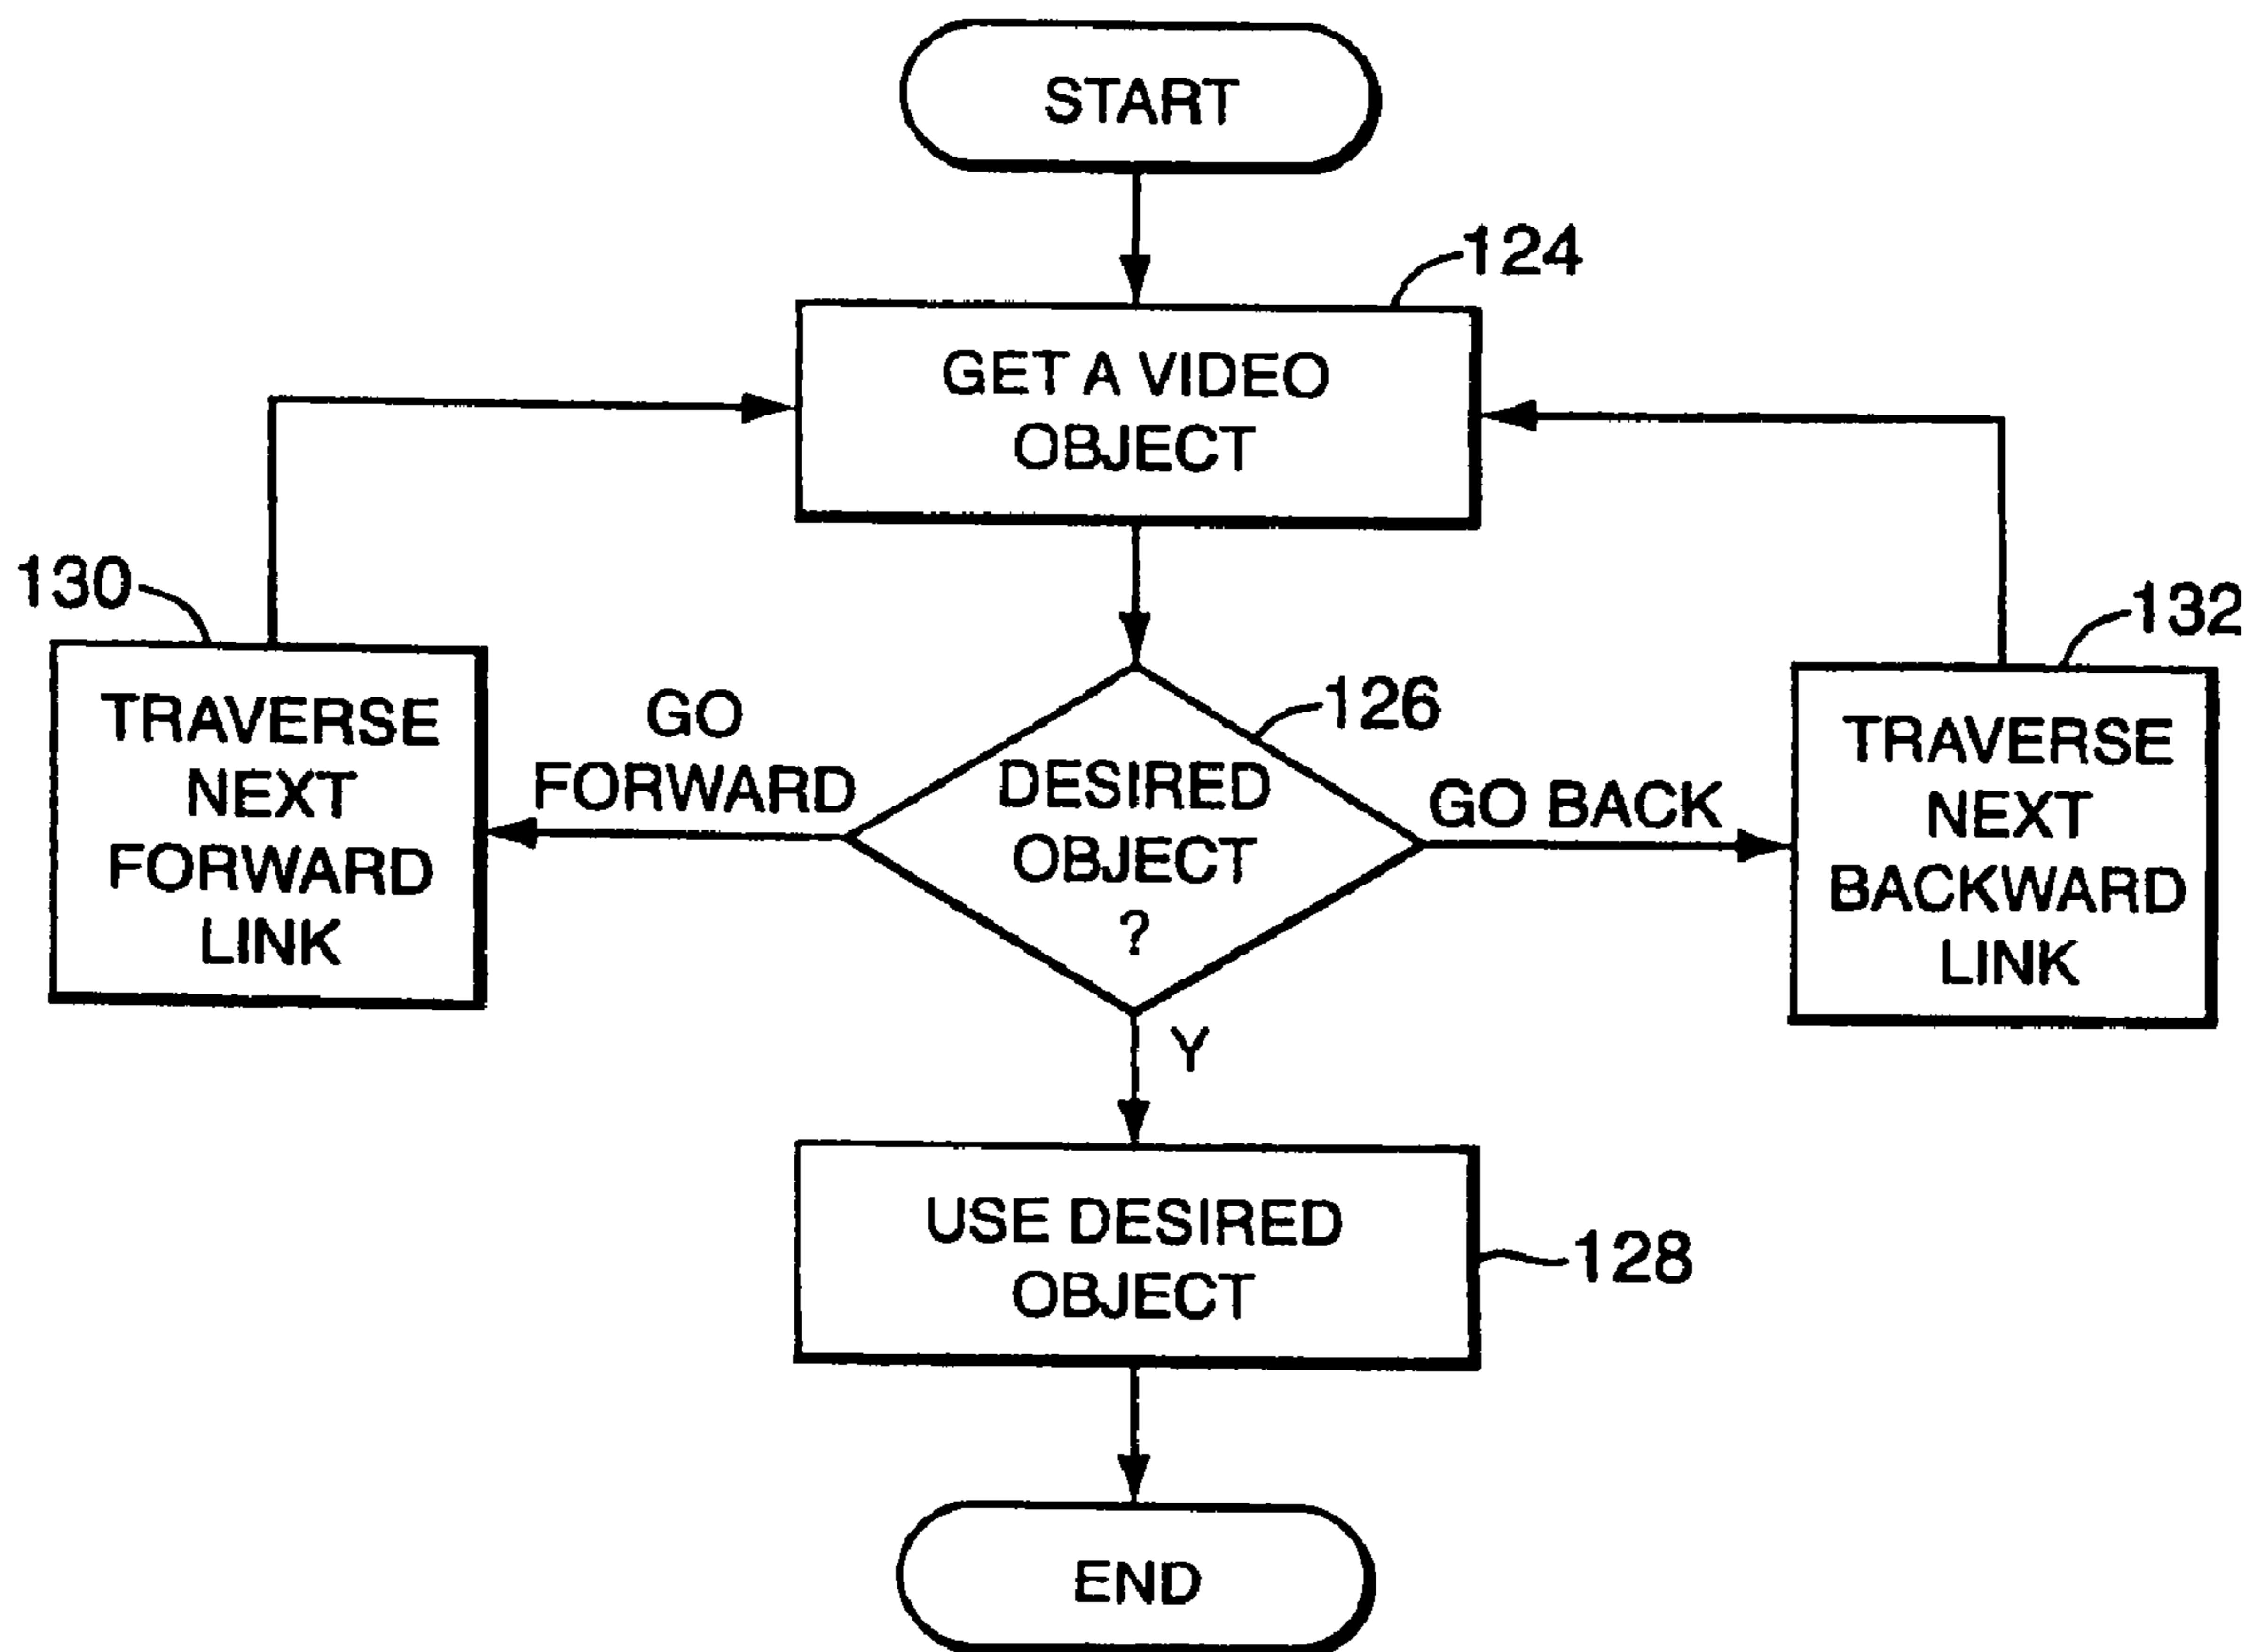 START
124
GET A VIDEO
OBJECT
130
TRAVERSE
NEXT
FORWARD
LINK
GO
FORWARD
126
DESIRED
OBJECT
?
GO BACK
132
TRAVERSE
NEXT
BACKWARD
LINK
Y
USE DESIRED
OBJECT
128
END